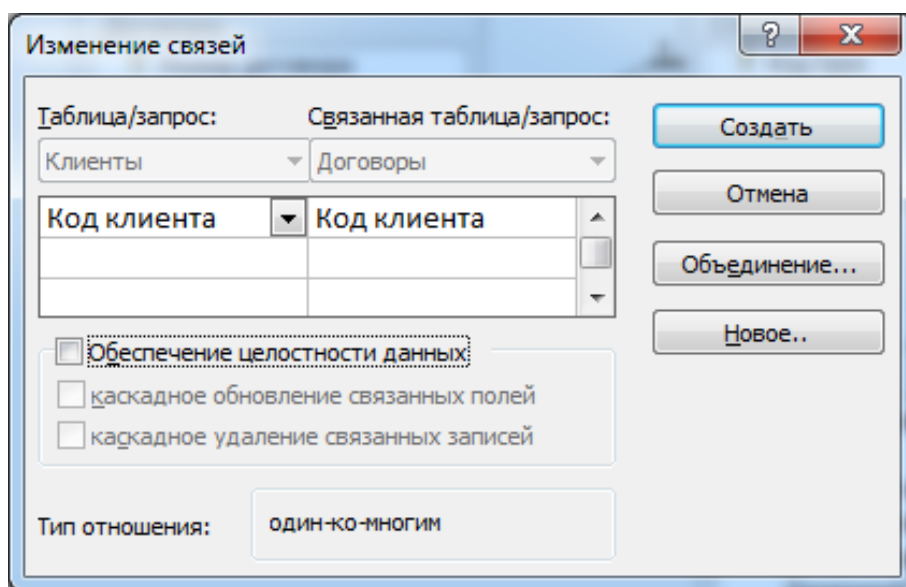 Изменение связей
Таблица/запрос: Связанная таблица/запрос:
Клиенты Договоры
Код клиента Код клиента
Обеспечение целостности данных
каскадное обновление связанных полей
каскадное удаление связанных записей
Тип отношения: один-ко-многим
Создать
Отмена
Объединение...
Новое..